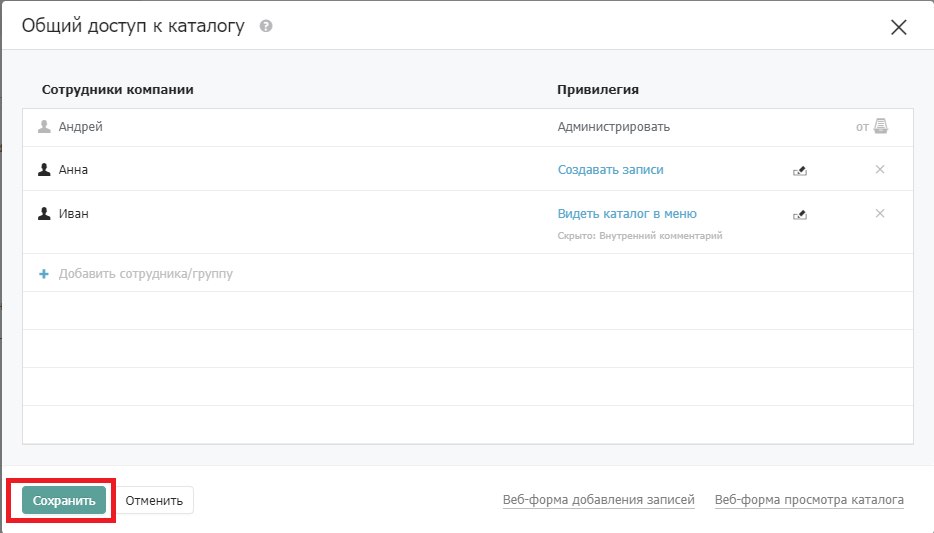 Общий доступ к каталогу ?
Сотрудники компании Привилегия
Андрей Администрировать от
Анна Создавать записи
Иван Видеть каталог в меню
Скрыто: Внутренний комментарий
+ Добавить сотрудника/группу
Сохранить Отменить Веб-форма добавления записей Веб-форма просмотра каталога